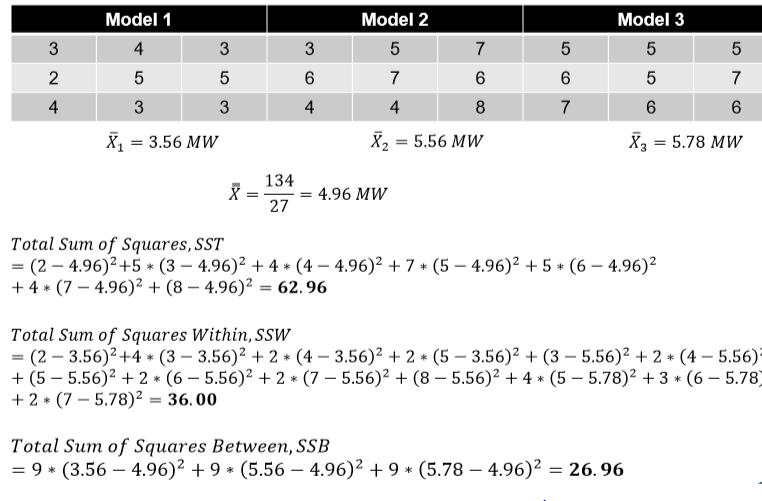 Model 1 Model 2 Model 3
3 4 3 3 5 7 5 5 5
2 5 5 6 7 6 6 5 7
4 3 3 4 4 8 7 6 6
X̄₁ = 3.56 MW X̄₂ = 5.56 MW X̄₃ = 5.78 MW
X̿ = 134/27 = 4.96 MW
Total Sum of Squares, SST
= (2 − 4.96)²+5 * (3 − 4.96)² + 4 * (4 − 4.96)² + 7 * (5 − 4.96)² + 5 * (6 − 4.96)²
+ 4 * (7 − 4.96)² + (8 − 4.96)² = 62.96
Total Sum of Squares Within, SSW
= (2 − 3.56)²+4 * (3 − 3.56)² + 2 * (4 − 3.56)² + 2 * (5 − 3.56)² + (3 − 5.56)² + 2 * (4 − 5.56)²
+ (5 − 5.56)² + 2 * (6 − 5.56)² + 2 * (7 − 5.56)² + (8 − 5.56)² + 4 * (5 − 5.78)² + 3 * (6 − 5.78)
+ 2 * (7 − 5.78)² = 36.00
Total Sum of Squares Between, SSB
= 9 * (3.56 − 4.96)² + 9 * (5.56 − 4.96)² + 9 * (5.78 − 4.96)² = 26.96